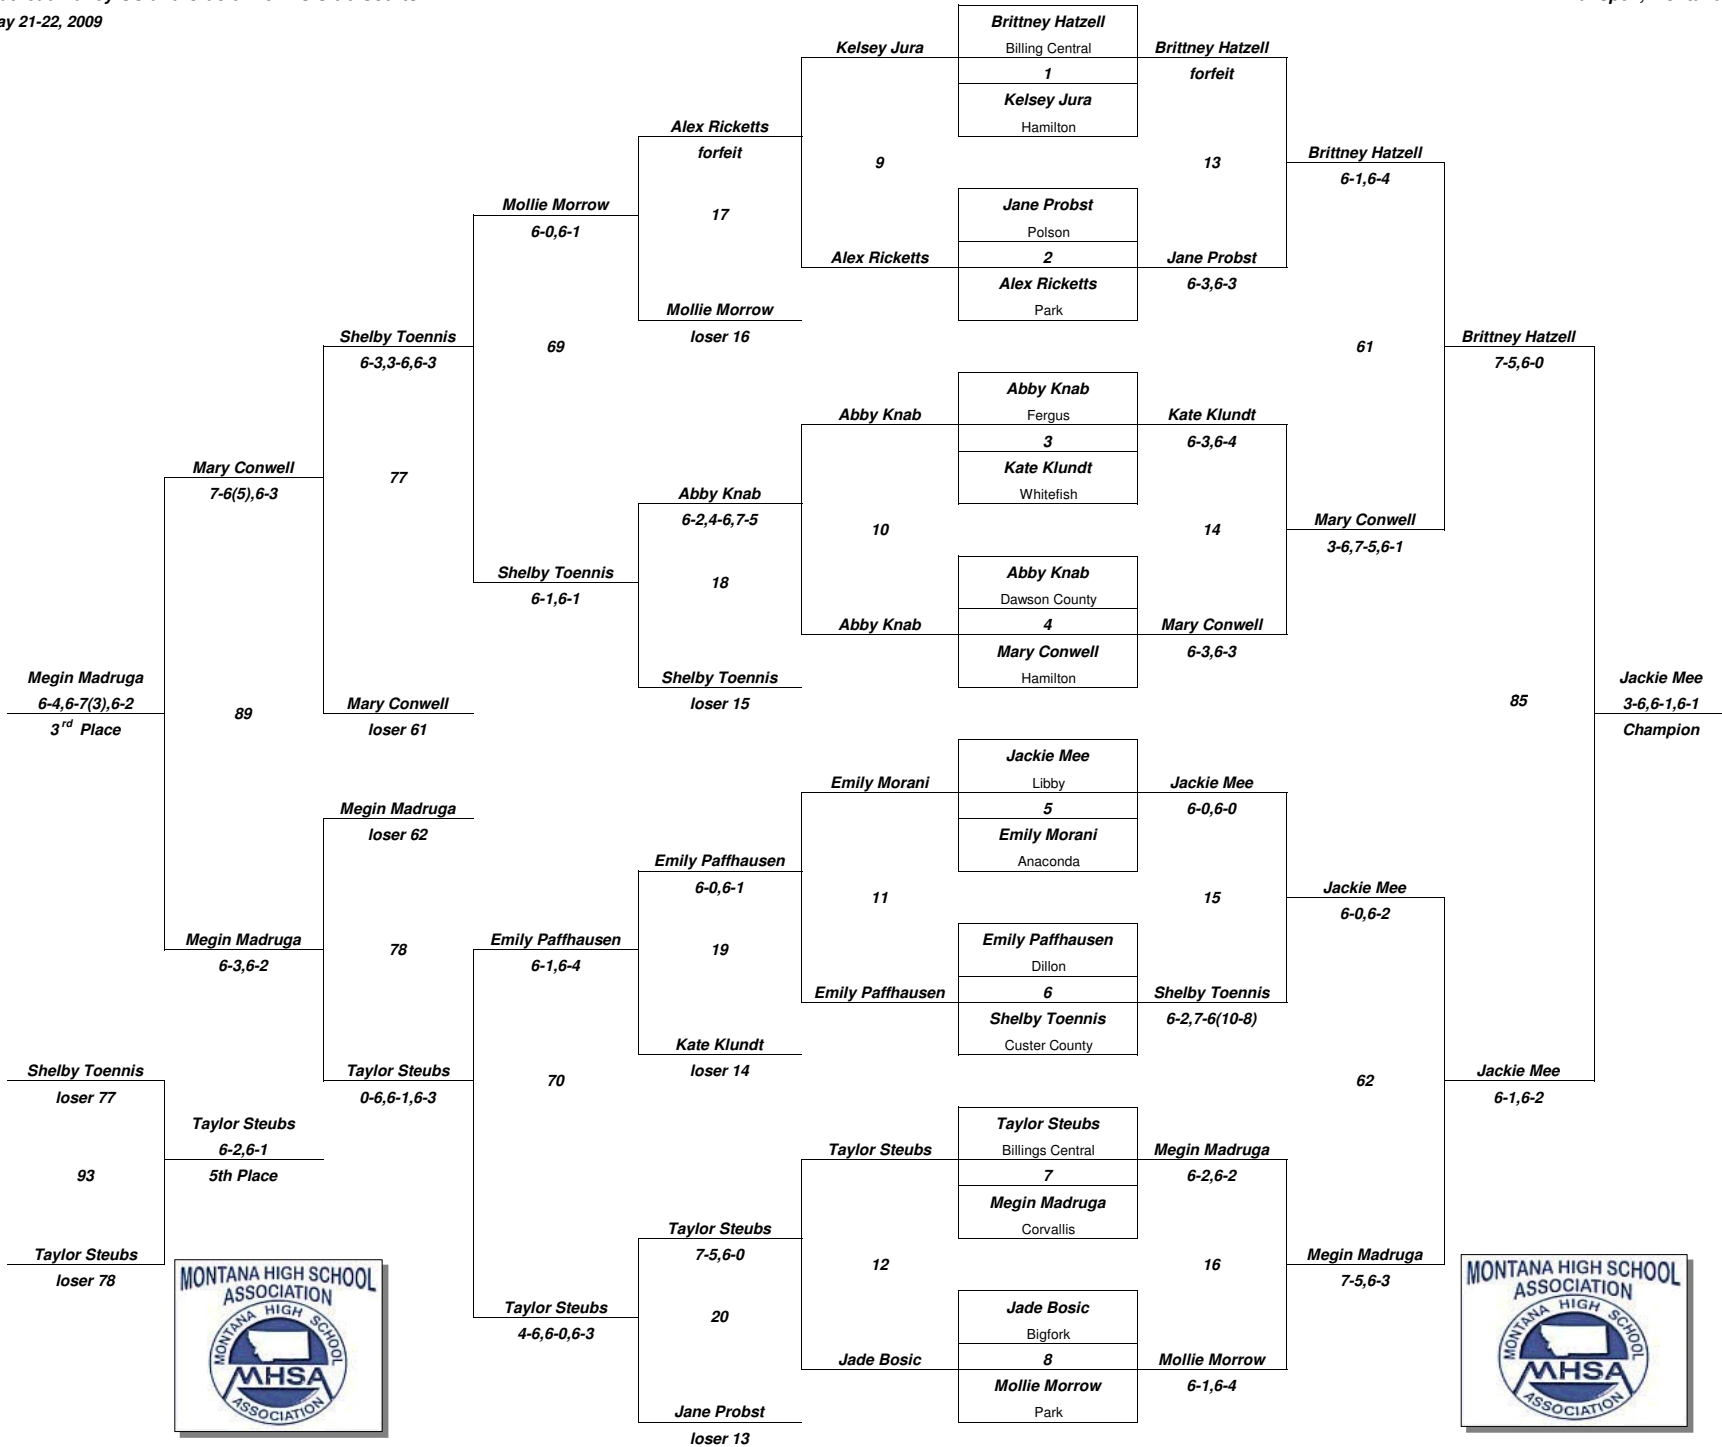 May 21-22, 2009
Brittney Hatzell
Kelsey Jura
Billing Central
Brittney Hatzell
1
forfeit
Kelsey Jura
Alex Ricketts
Hamilton
forfeit
9
13
Brittney Hatzell
6-1,6-4
Mollie Morrow
17
Jane Probst
6-0,6-1
Polson
Alex Ricketts
2
Jane Probst
Alex Ricketts
6-3,6-3
Mollie Morrow
Park
Shelby Toennis
loser 16
Brittney Hatzell
6-3,3-6,6-3
69
61
7-5,6-0
Abby Knab
Abby Knab
Fergus
Kate Klundt
3
6-3,6-4
Mary Conwell
77
Kate Klundt
7-6(5),6-3
Abby Knab
Whitefish
6-2,4-6,7-5
10
14
Mary Conwell
3-6,7-5,6-1
Shelby Toennis
18
Abby Knab
6-1,6-1
Dawson County
Abby Knab
4
Mary Conwell
Mary Conwell
6-3,6-3
Megin Madruga
Shelby Toennis
Hamilton
Jackie Mee
6-4,6-7(3),6-2
89
Mary Conwell
loser 15
85
3-6,6-1,6-1
3rd Place
loser 61
Champion
Jackie Mee
Emily Morani
Libby
Jackie Mee
Megin Madruga
5
6-0,6-0
loser 62
Emily Morani
Emily Paffhausen
Anaconda
6-0,6-1
11
15
Jackie Mee
6-0,6-2
Megin Madruga
78
Emily Paffhausen
19
Emily Paffhausen
6-3,6-2
6-1,6-4
Dillon
Emily Paffhausen
6
Shelby Toennis
Shelby Toennis
6-2,7-6(10-8)
Kate Klundt
Custer County
Shelby Toennis
Taylor Steubs
loser 14
Jackie Mee
loser 77
0-6,6-1,6-3
70
62
6-1,6-2
Taylor Steubs
Taylor Steubs
6-2,6-1
Taylor Steubs
Billings Central
Megin Madruga
93
5th Place
7
6-2,6-2
Megin Madruga
Taylor Steubs
Corvallis
Taylor Steubs
7-5,6-0
12
16
Megin Madruga
loser 78
7-5,6-3
Taylor Steubs
20
Jade Bosic
4-6,6-0,6-3
Bigfork
Jade Bosic
8
Mollie Morrow
Mollie Morrow
6-1,6-4
Jane Probst
Park
loser 13
MONTANA HIGH SCHOOL
ASSOCIATION
MONTANA HIGH SCHOOL
MHSA
ASSOCIATION
MONTANA HIGH SCHOOL
ASSOCIATION
MONTANA HIGH SCHOOL
MHSA
ASSOCIATION